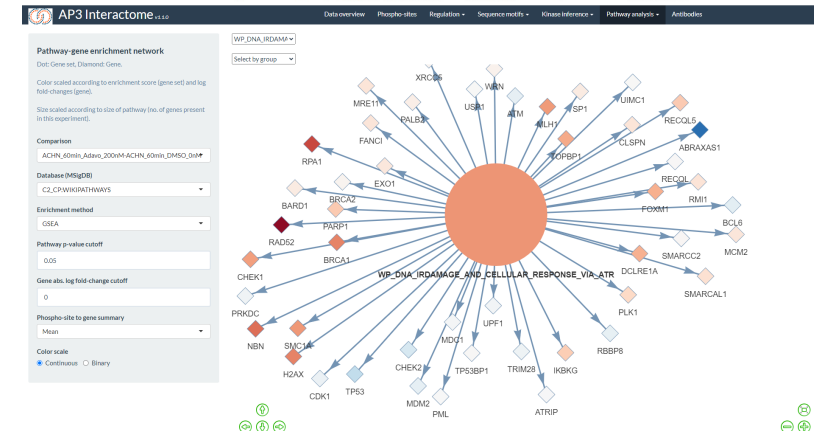 AP3 Interactome v1.1.0
Data overview Phospho-sites Regulation Sequence motifs Kinase inference Pathway analysis Antibodies
Pathway-gene enrichment network
Dot: Gene set, Diamond: Gene.
Color scaled according to enrichment score (gene set) and log
fold-changes (gene).
Size scaled according to size of pathway (no. of genes present
in this experiment).
Comparison
ACHN_60min_Adavo_200nM-ACHN_60min_DMSO_0nM
Database (MSigDB)
C2_CP:WIKIPATHWAYS
Enrichment method
GSEA
Pathway p-value cutoff
0.05
Gene abs. log fold-change cutoff
0
Phospho-site to gene summary
Mean
Color scale
Continuous Binary
WP_DNA_IRDAMA
Select by group
XRCC5
WRN
MRE11
USP1
ATM
SP1
UIMC1
PALB2
MLH1
RECQL5
FANCI
TOPBP1
CLSPN
ABRAXAS1
RPA1
EXO1
RECQL
BARD1
BRCA2
FOXM1
RMI1
RAD52
PARP1
BCL6
BRCA1
SMARCC2
MCM2
CHEK1
WP_DNA_IRDAMAGE_AND_CELLULAR_RESPONSE_VIA_ATR
DCLRE1A
SMARCAL1
PRKDC
UPF1
PLK1
NBN
SMC1A
MDC1
RBBP8
H2AX
CHEK2
TP53BP1
TRIM28
IKBKG
CDK1
TP53
MDM2
PML
ATRIP